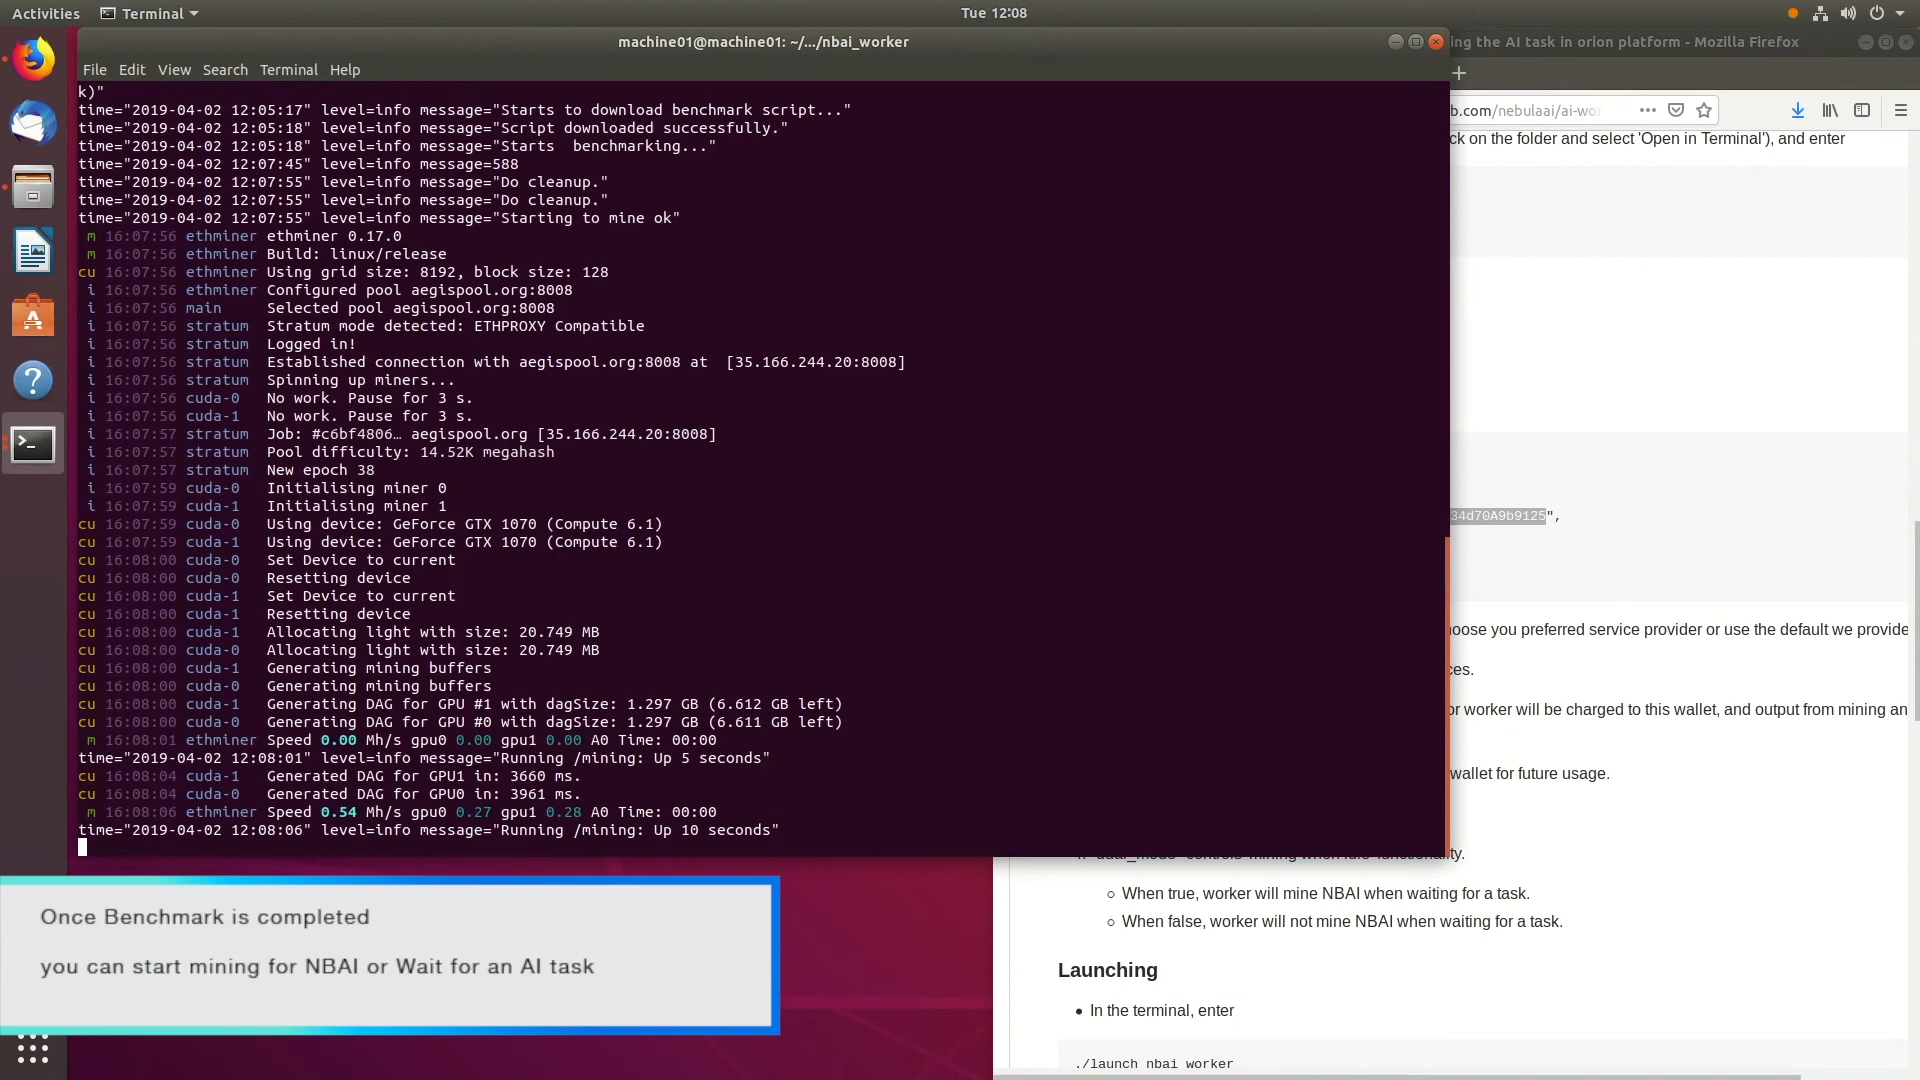 Activities
Terminal
Tue 12:08
machine01@machine01: ~/.../nbai_worker
ing the AI task in orion platform - Mozilla Firefox
File Edit View Search Terminal Help
k)"
time="2019-04-02 12:05:17" level=info message="Starts to download benchmark script..."
time="2019-04-02 12:05:18" level=info message="Script downloaded successfully."
time="2019-04-02 12:05:18" level=info message="Starts  benchmarking..."
time="2019-04-02 12:07:45" level=info message=588
time="2019-04-02 12:07:55" level=info message="Do cleanup."
time="2019-04-02 12:07:55" level=info message="Do cleanup."
time="2019-04-02 12:07:55" level=info message="Starting to mine ok"
m 16:07:56 ethminer ethminer 0.17.0
m 16:07:56 ethminer Build: linux/release
cu 16:07:56 ethminer Using grid size: 8192, block size: 128
i 16:07:56 ethminer Configured pool aegispool.org:8008
i 16:07:56 main Selected pool aegispool.org:8008
i 16:07:56 stratum Stratum mode detected: ETHPROXY Compatible
i 16:07:56 stratum Logged in!
i 16:07:56 stratum Established connection with aegispool.org:8008 at  [35.166.244.20:8008]
i 16:07:56 stratum Spinning up miners...
i 16:07:56 cuda-0 No work. Pause for 3 s.
i 16:07:56 cuda-1 No work. Pause for 3 s.
i 16:07:57 stratum Job: #c6bf4806… aegispool.org [35.166.244.20:8008]
i 16:07:57 stratum Pool difficulty: 14.52K megahash
i 16:07:57 stratum New epoch 38
i 16:07:59 cuda-0 Initialising miner 0
i 16:07:59 cuda-1 Initialising miner 1
cu 16:07:59 cuda-0 Using device: GeForce GTX 1070 (Compute 6.1)
cu 16:07:59 cuda-1 Using device: GeForce GTX 1070 (Compute 6.1)
cu 16:08:00 cuda-0 Set Device to current
cu 16:08:00 cuda-0 Resetting device
cu 16:08:00 cuda-1 Set Device to current
cu 16:08:00 cuda-1 Resetting device
cu 16:08:00 cuda-1 Allocating light with size: 20.749 MB
cu 16:08:00 cuda-0 Allocating light with size: 20.749 MB
cu 16:08:00 cuda-1 Generating mining buffers
cu 16:08:00 cuda-0 Generating mining buffers
cu 16:08:00 cuda-1 Generating DAG for GPU #1 with dagSize: 1.297 GB (6.612 GB left)
cu 16:08:00 cuda-0 Generating DAG for GPU #0 with dagSize: 1.297 GB (6.611 GB left)
m 16:08:01 ethminer Speed 0.00 Mh/s gpu0 0.00 gpu1 0.00 A0 Time: 00:00
time="2019-04-02 12:08:01" level=info message="Running /mining: Up 5 seconds"
cu 16:08:04 cuda-1 Generated DAG for GPU1 in: 3660 ms.
cu 16:08:04 cuda-0 Generated DAG for GPU0 in: 3961 ms.
m 16:08:06 ethminer Speed 0.54 Mh/s gpu0 0.27 gpu1 0.28 A0 Time: 00:00
time="2019-04-02 12:08:06" level=info message="Running /mining: Up 10 seconds"
b.com/nebulaai/ai-wo
ck on the folder and select 'Open in Terminal'), and enter
34d70A9b9125",
oose you preferred service provider or use the default we provide
ces.
or worker will be charged to this wallet, and output from mining an
wallet for future usage.
◦ When true, worker will mine NBAI when waiting for a task.
◦ When false, worker will not mine NBAI when waiting for a task.
Launching
• In the terminal, enter
./launch nbai worker
Once Benchmark is completed
you can start mining for NBAI or Wait for an AI task